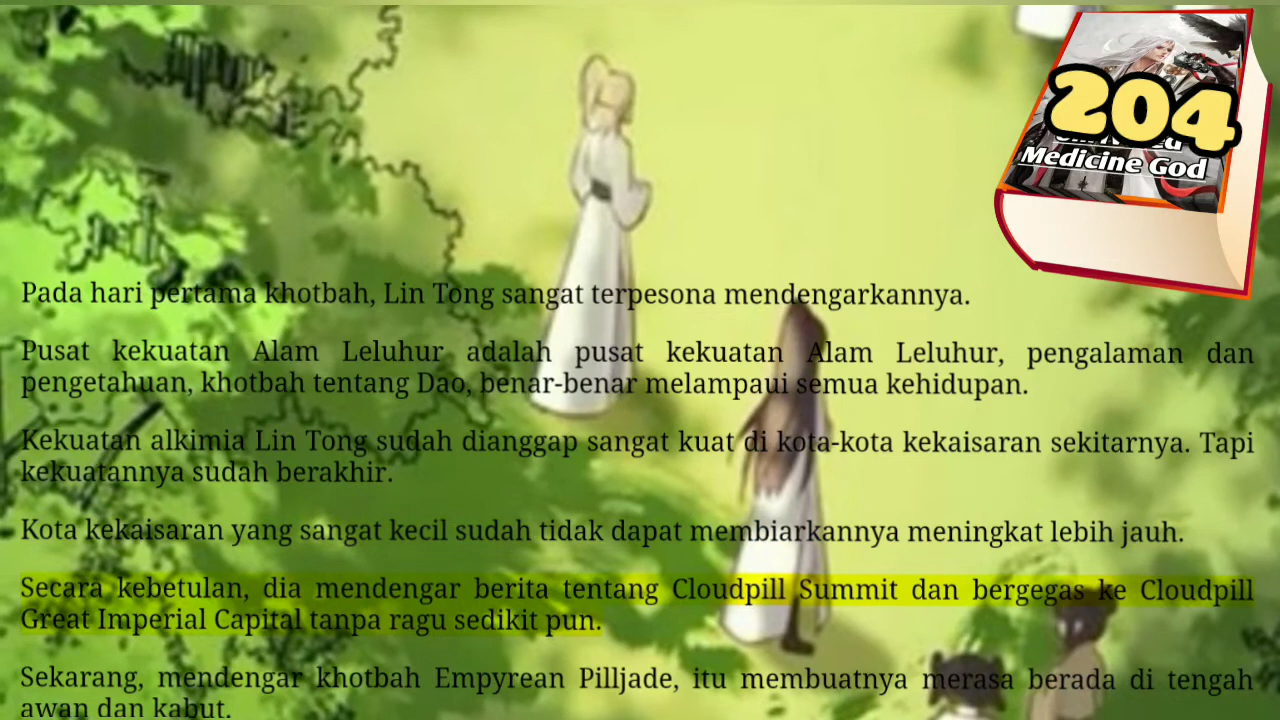 204
Medicine God
Pada hari pertama khotbah, Lin Tong sangat terpesona mendengarkannya.
Pusat kekuatan Alam Leluhur adalah pusat kekuatan Alam Leluhur, pengalaman dan
pengetahuan, khotbah tentang Dao, benar-benar melampaui semua kehidupan.
Kekuatan alkimia Lin Tong sudah dianggap sangat kuat di kota-kota kekaisaran sekitarnya. Tapi
kekuatannya sudah berakhir.
Kota kekaisaran yang sangat kecil sudah tidak dapat membiarkannya meningkat lebih jauh.
Secara kebetulan, dia mendengar berita tentang Cloudpill Summit dan bergegas ke Cloudpill
Great Imperial Capital tanpa ragu sedikit pun.
Sekarang, mendengar khotbah Empyrean Pilljade, itu membuatnya merasa berada di tengah
awan dan kabut.